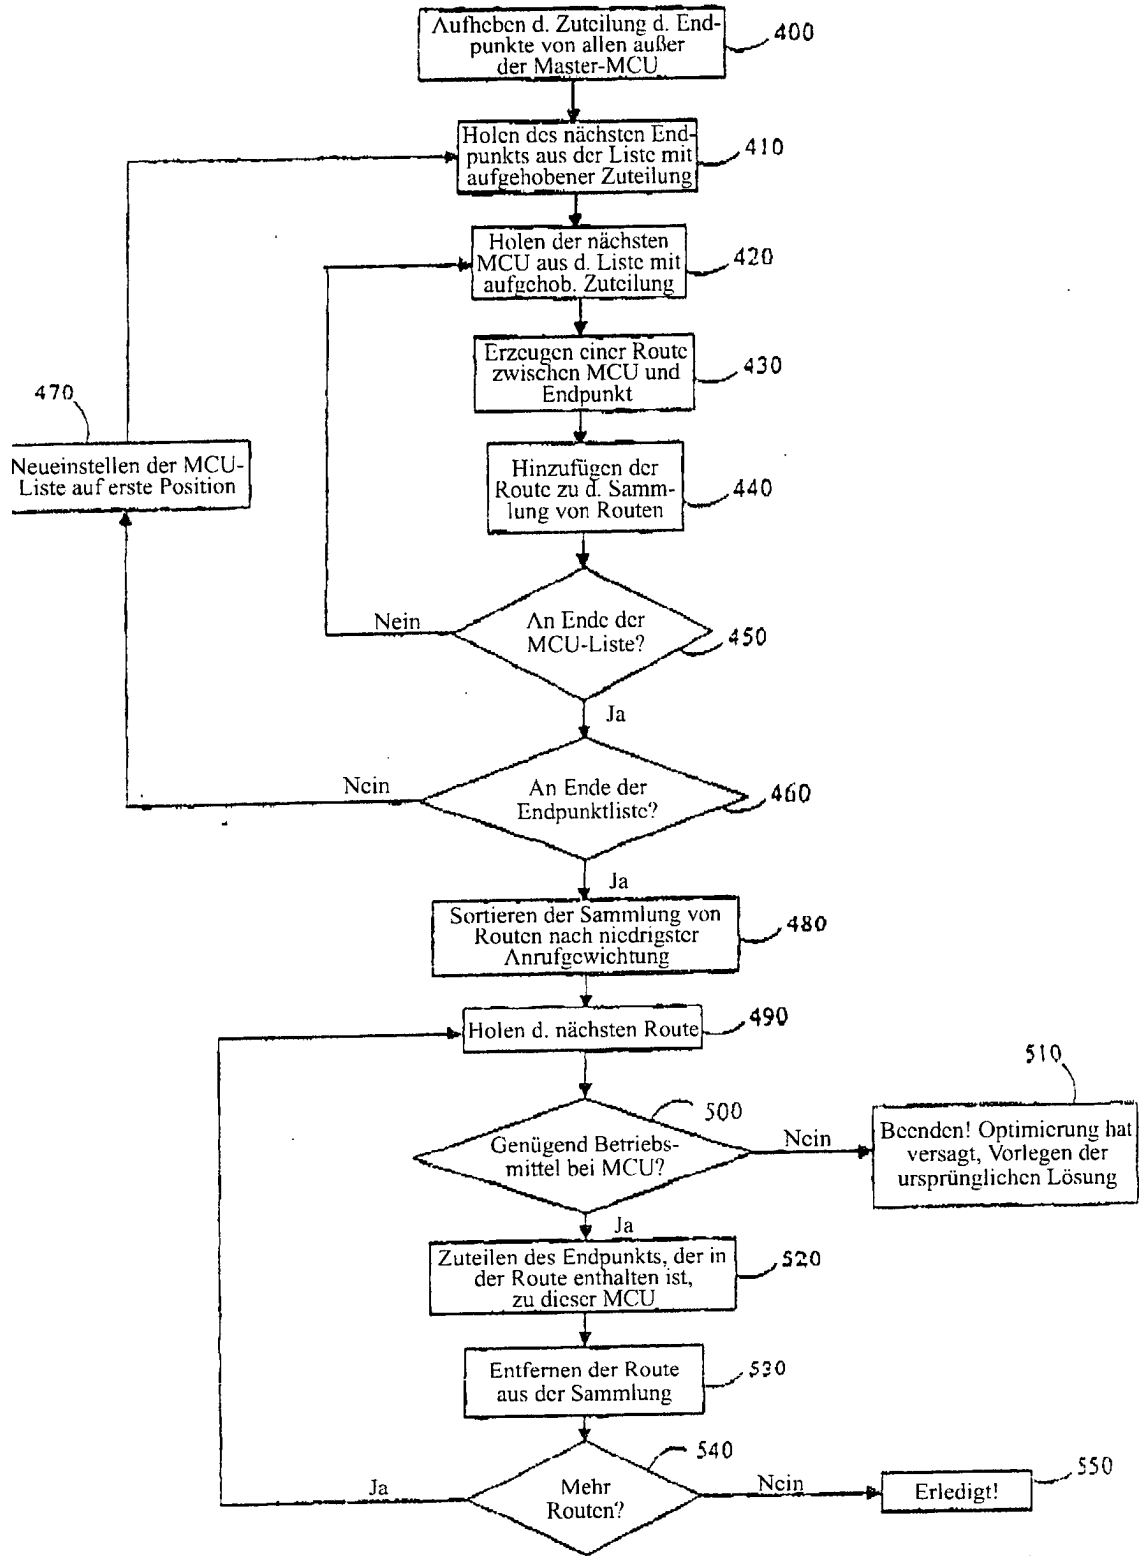 Aufheben d. Zuteilung d. End-
punkte von allen außer
der Master-MCU
400
Holen des nächsten End-
punkts aus der Liste mit
aufgehobener Zuteilung
410
Holen der nächsten
MCU aus d. Liste mit
aufgehob. Zuteilung
420
Erzeugen einer Route
zwischen MCU und
Endpunkt
430
470
Neueinstellen der MCU-
Liste auf erste Position
Hinzufügen der
Route zu d. Samm-
lung von Routen
440
An Ende der
MCU-Liste?
450
Nein
Ja
An Ende der
Endpunktliste?
460
Nein
Ja
Sortieren der Sammlung von
Routen nach niedrigster
Anrufgewichtung
480
Holen d. nächsten Route
490
Genügend Betriebs-
mittel bei MCU?
500
Nein
510
Beenden! Optimierung hat
versagt, Vorlegen der
ursprünglichen Lösung
Ja
Zuteilen des Endpunkts, der in
der Route enthalten ist,
zu dieser MCU
520
Entfernen der Route
aus der Sammlung
530
Mehr
Routen?
540
Ja
Nein
Erledigt!
550